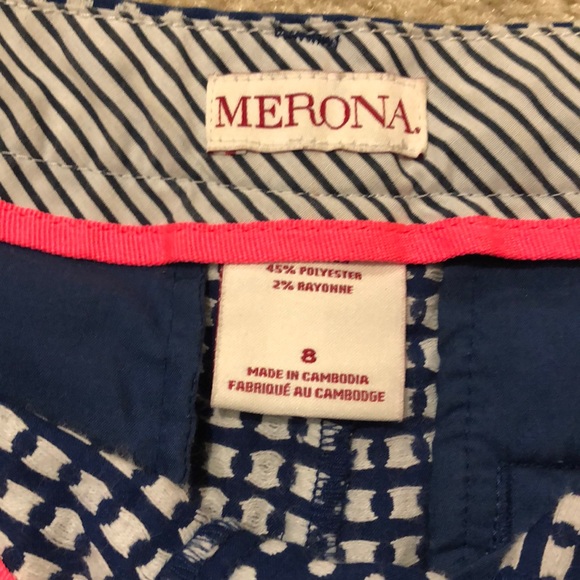 MERONA.
45% POLYESTER
2% RAYONNE
8
MADE IN CAMBODIA
FABRIQUÉ AU CAMBODGE